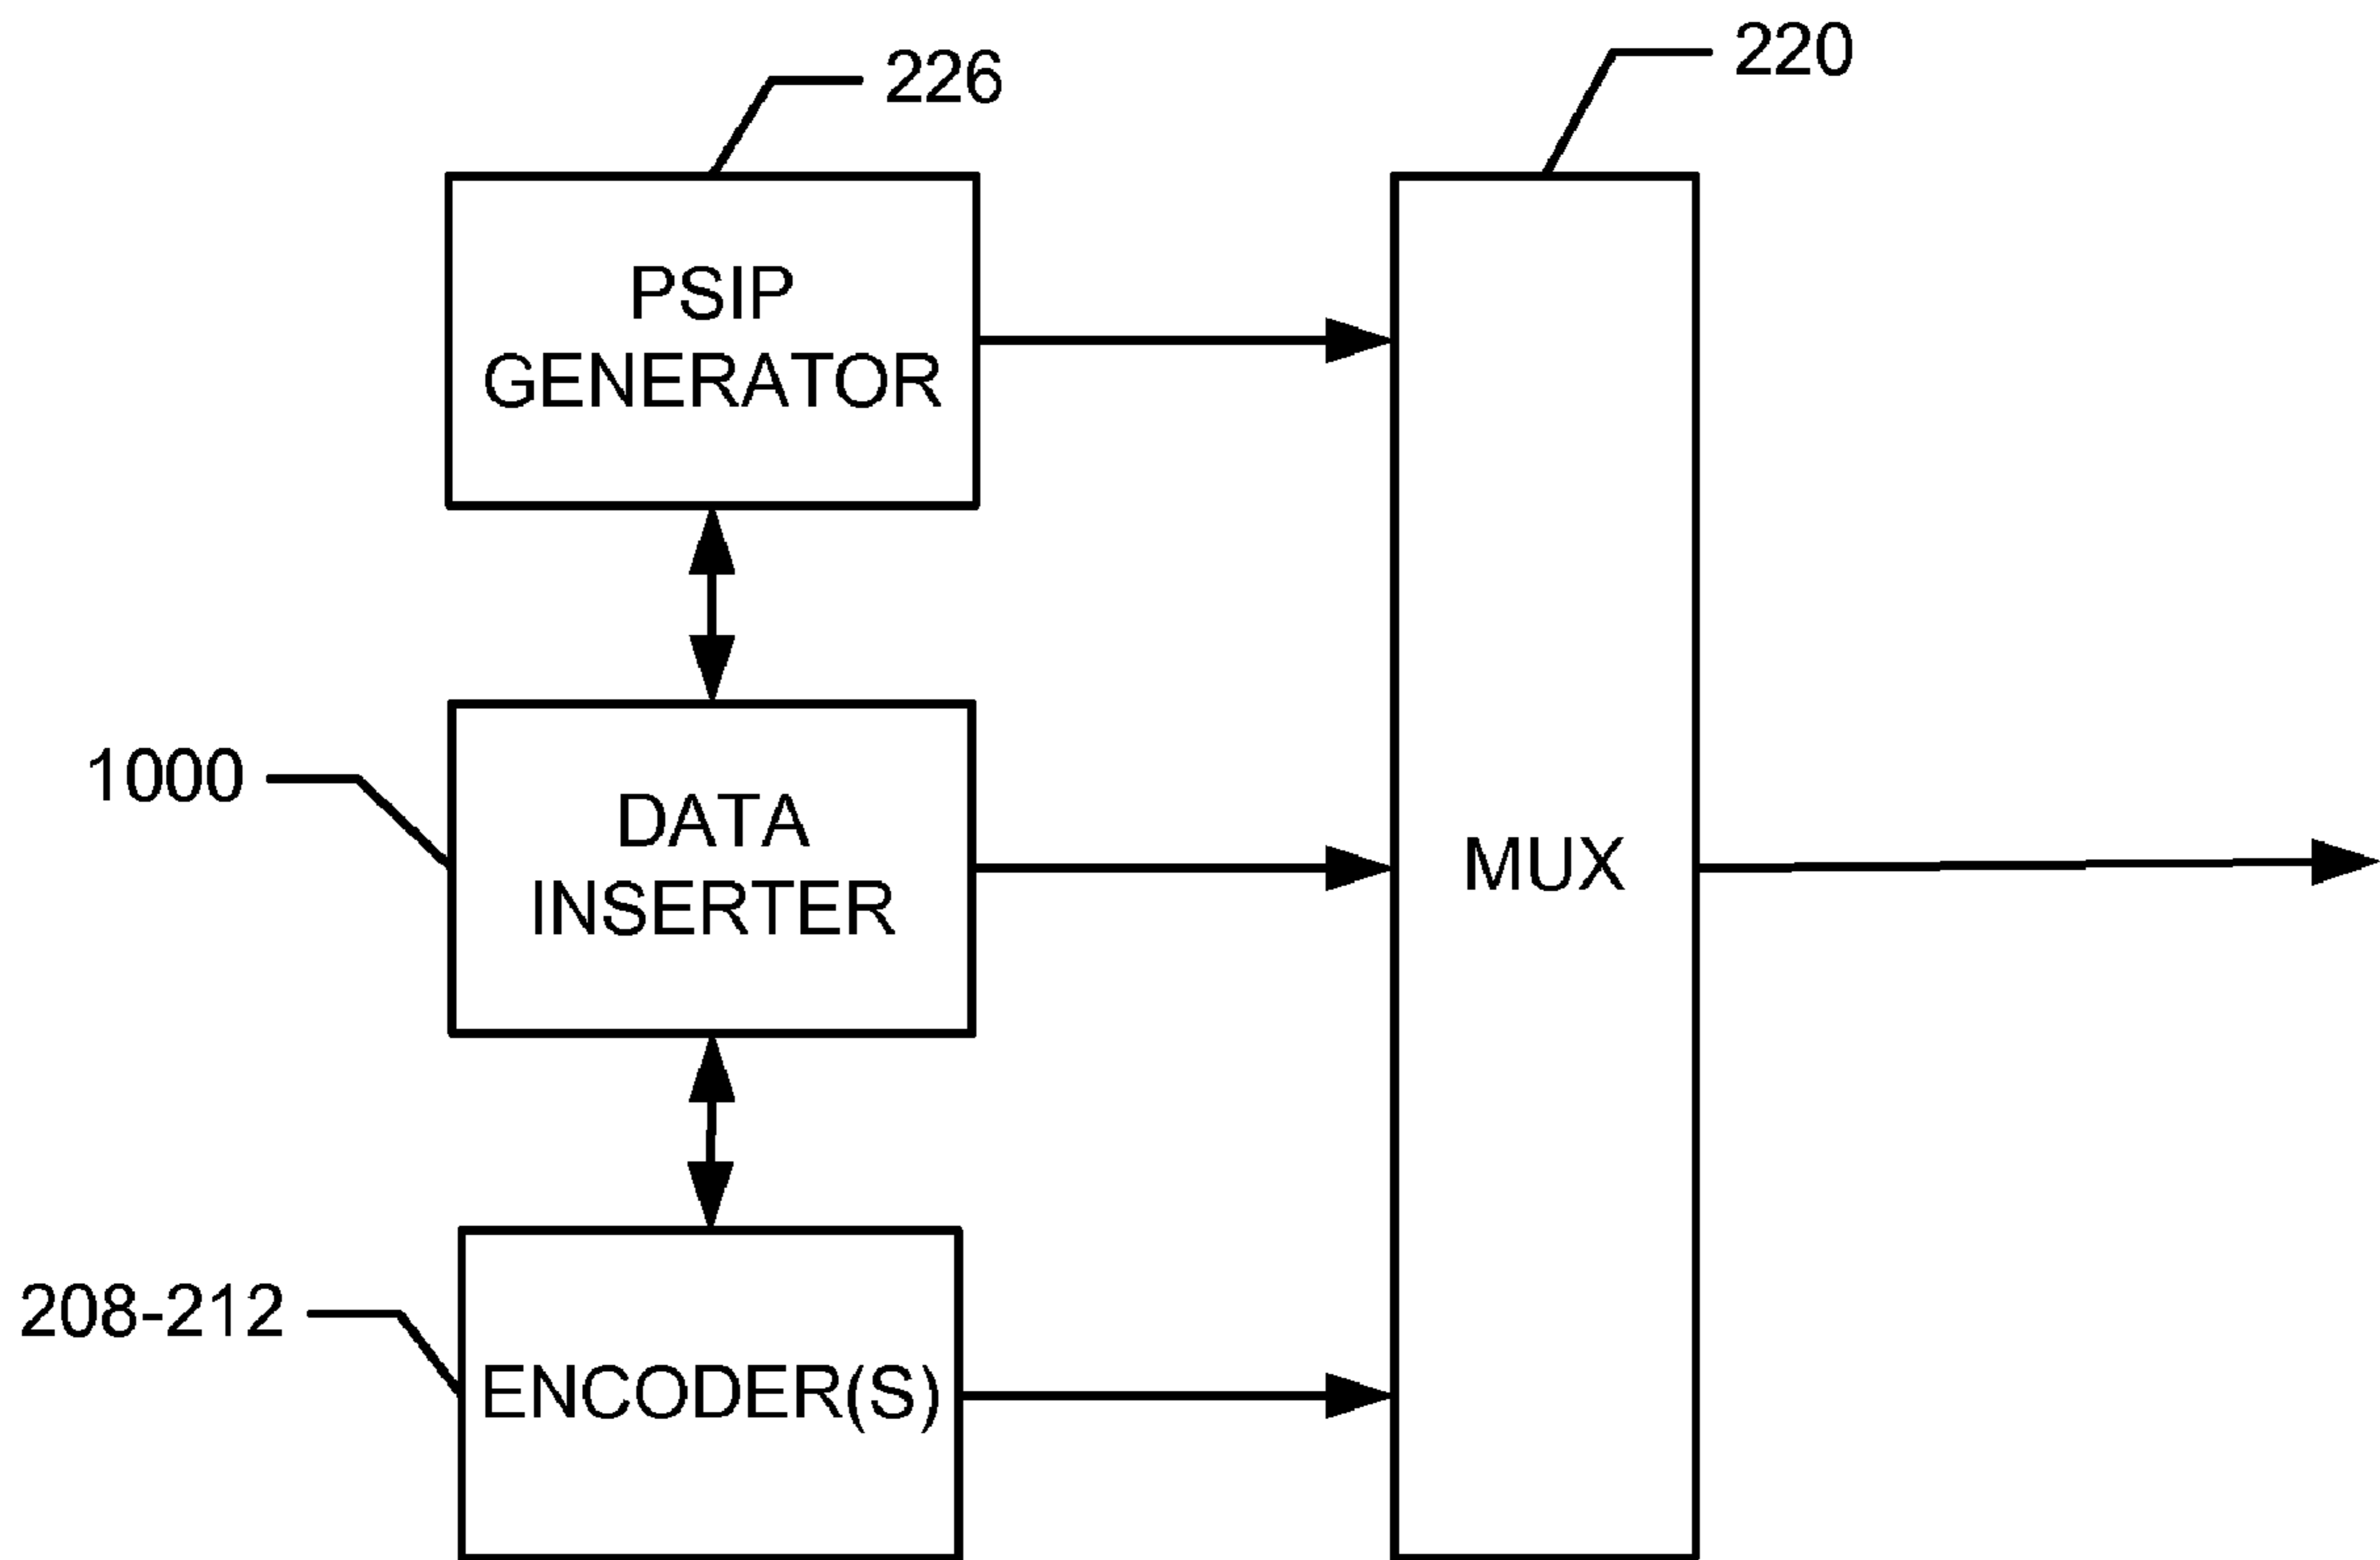 226
220
PSIP
GENERATOR
1000
DATA
INSERTER
MUX
208-212
ENCODER(S)